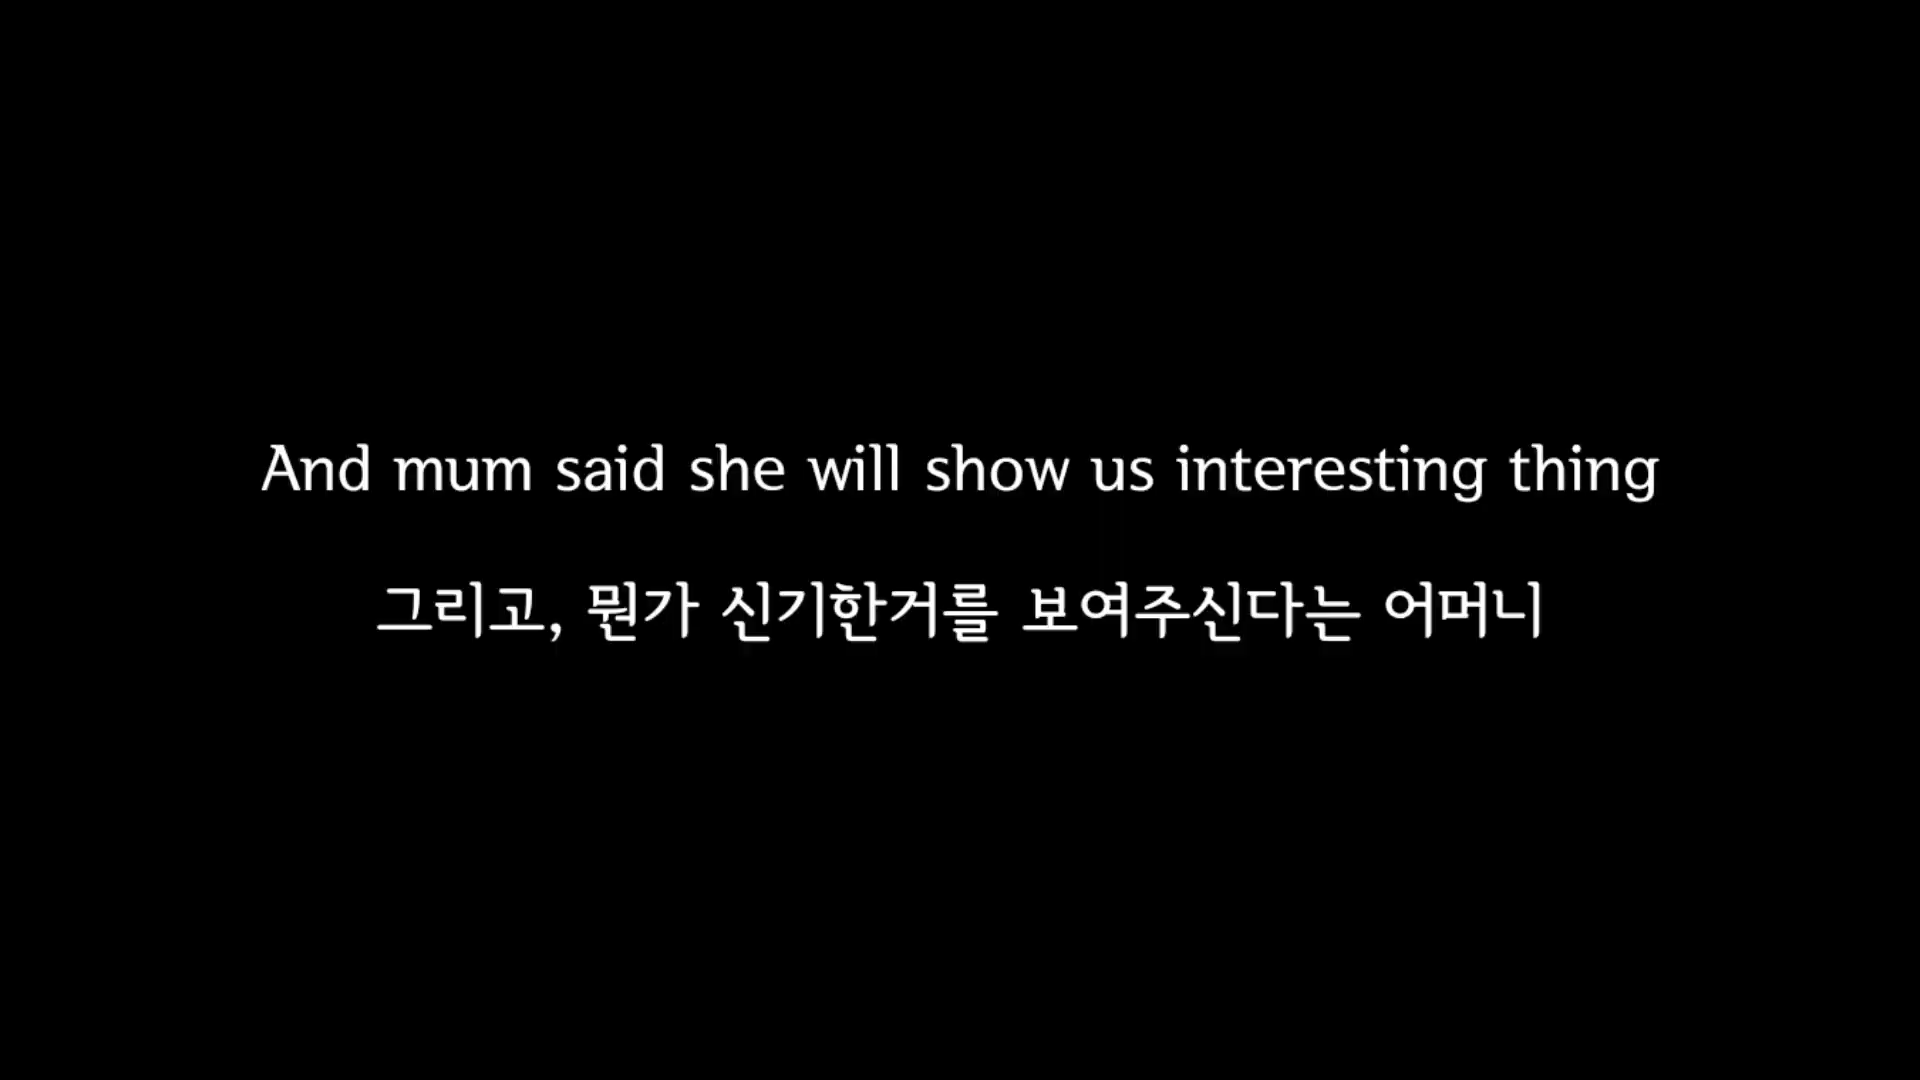 And mum said she will show us interesting thing
그리고, 뭔가 신기한거를 보여주신다는 어머니